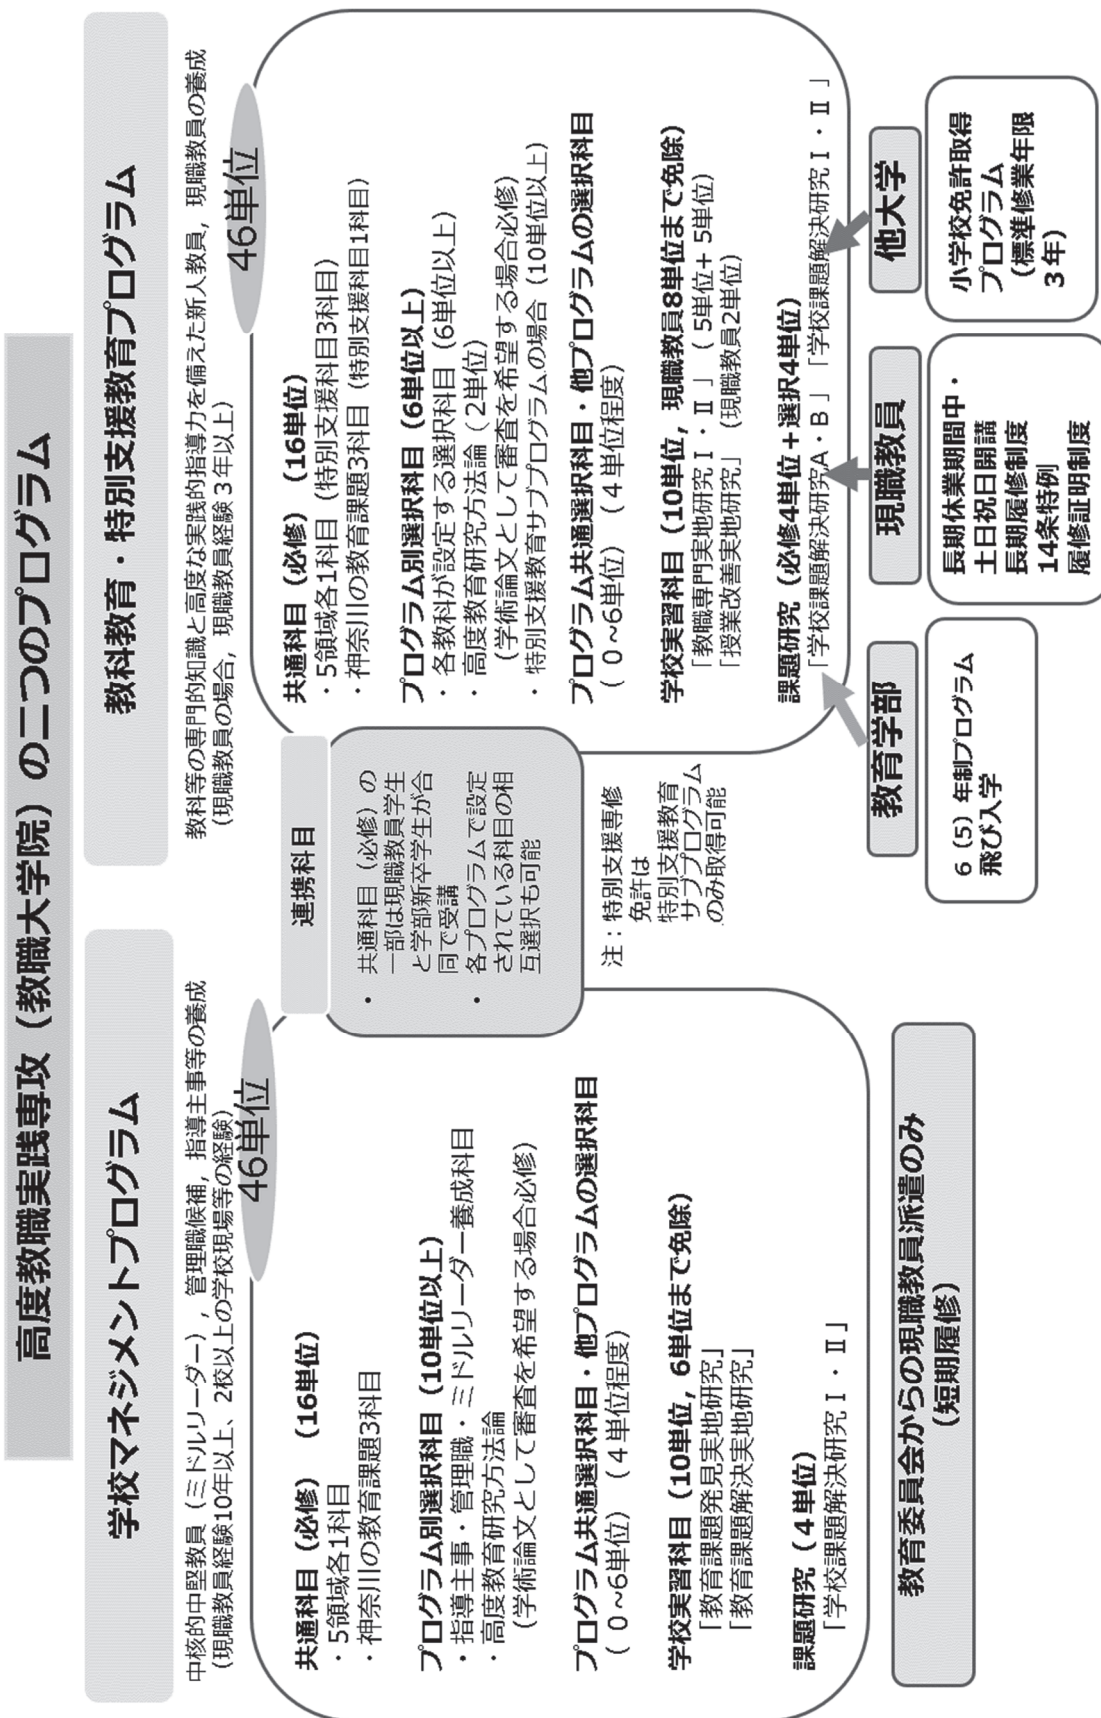 高度教職実践専攻（教職大学院）の二つのプログラム
学校マネジメントプログラム
中核的中堅教員（ミドルリーダー），管理職候補，指導主事等の養成
（現職教員経験10年以上、2校以上の学校現場等の経験）
46単位
共通科目（必修）（16単位）
・5領域各1科目
・神奈川の教育課題3科目
プログラム別選択科目（10単位以上）
・指導主事・管理職・ミドルリーダー養成科目
・高度教育研究方法論
（学術論文として審査を希望する場合必修）
プログラム共通選択科目・他プログラムの選択科目
（０~6単位）（４単位程度）
学校実習科目（10単位，6単位まで免除）
「教育課題発見実地研究」
「教育課題解決実地研究」
課題研究（４単位）
「学校課題解決研究Ⅰ・Ⅱ」
教育委員会からの現職教員派遣のみ
（短期履修）
連携科目
・共通科目（必修）の
一部は現職教員学生
と学部新卒学生が合
同で受講
・各プログラムで設定
されている科目の相
互選択も可能
注：特別支援専修
免許は
特別支援教育
サブプログラム
のみ取得可能
教科教育・特別支援教育プログラム
教科等の専門的知識と高度な実践的指導力を備えた新人教員，現職教員の養成
（現職教員の場合，現職教員経験３年以上）
46単位
共通科目（必修）（16単位）
・5領域各1科目（特別支援科目3科目）
・神奈川の教育課題3科目（特別支援科目1科目）
プログラム別選択科目（6単位以上）
・各教科が設定する選択科目（6単位以上）
・高度教育研究方法論（２単位）
（学術論文として審査を希望する場合必修）
・特別支援教育サブプログラムの場合（10単位以上）
プログラム共通選択科目・他プログラムの選択科目
（０~6単位）（４単位程度）
学校実習科目（10単位，現職教員8単位まで免除）
「教職専門実地研究Ⅰ・Ⅱ」（５単位＋５単位）
「授業改善実地研究」（現職教員2単位）
課題研究（必修4単位＋選択4単位）
「学校課題解決研究A・B」「学校課題解決研究Ⅰ・Ⅱ」
教育学部
６（５）年制プログラム
飛び入学
現職教員
長期休業期間中・
土日祝日開講
長期履修制度
14条特例
履修証明制度
他大学
小学校免許取得
プログラム
（標準修業年限
３年）